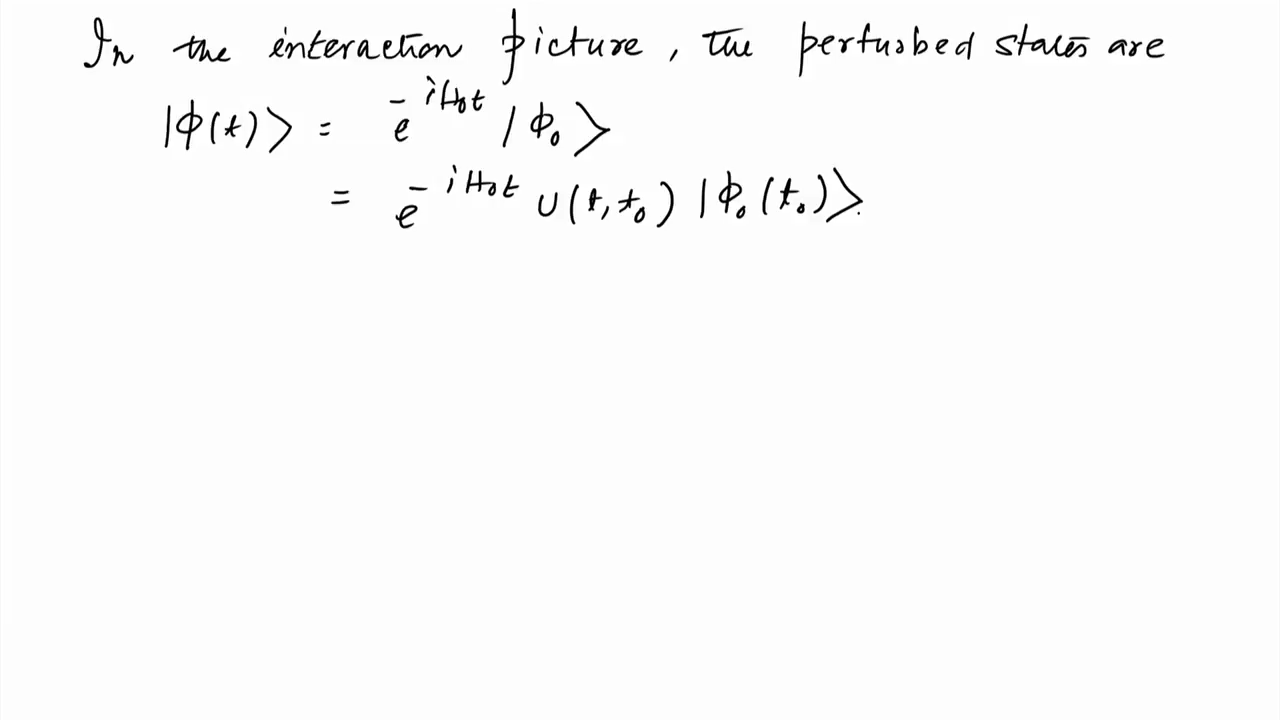 In the interaction picture, the perturbed states are
|ϕ(t)⟩ = e^{-iH₀t} |ϕ₀⟩
= e^{-iH₀t} U(t,t₀) |ϕ₀(t₀)⟩